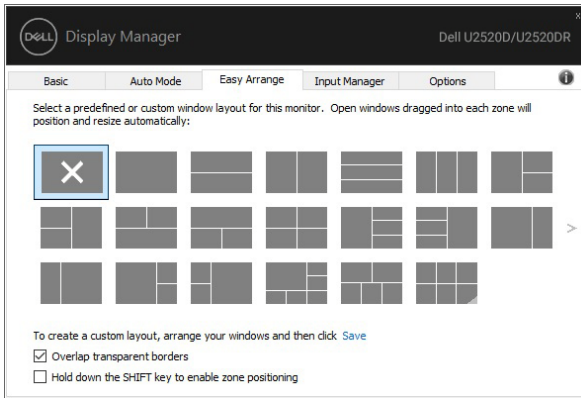 DELL Display Manager
Dell U2520D/U2520DR
Basic Auto Mode Easy Arrange Input Manager Options
Select a predefined or custom window layout for this monitor. Open windows dragged into each zone will
position and resize automatically:
To create a custom layout, arrange your windows and then click Save
Overlap transparent borders
Hold down the SHIFT key to enable zone positioning